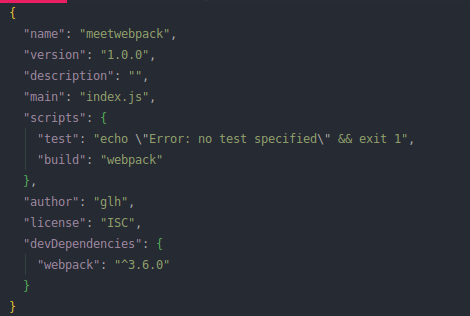 {
"name": "meetwebpack",
"version": "1.0.0",
"description": "",
"main": "index.js",
"scripts": {
"test": "echo \"Error: no test specified\" && exit 1",
"build": "webpack"
},
"author": "glh",
"license": "ISC",
"devDependencies": {
"webpack": "^3.6.0"
}
}